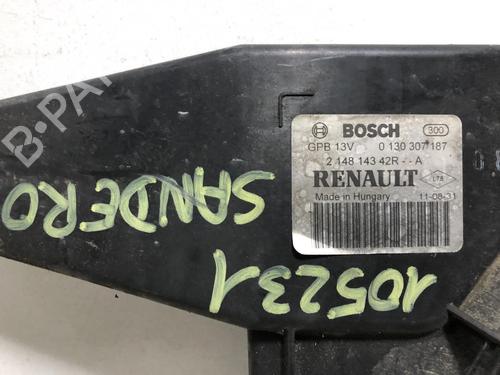 B-PA
BOSCH 300
GPB 13V 0 130 307 187
2 148 143 42R - - A
RENAULT
Made in Hungary 11-08-31
SANDERO
105231